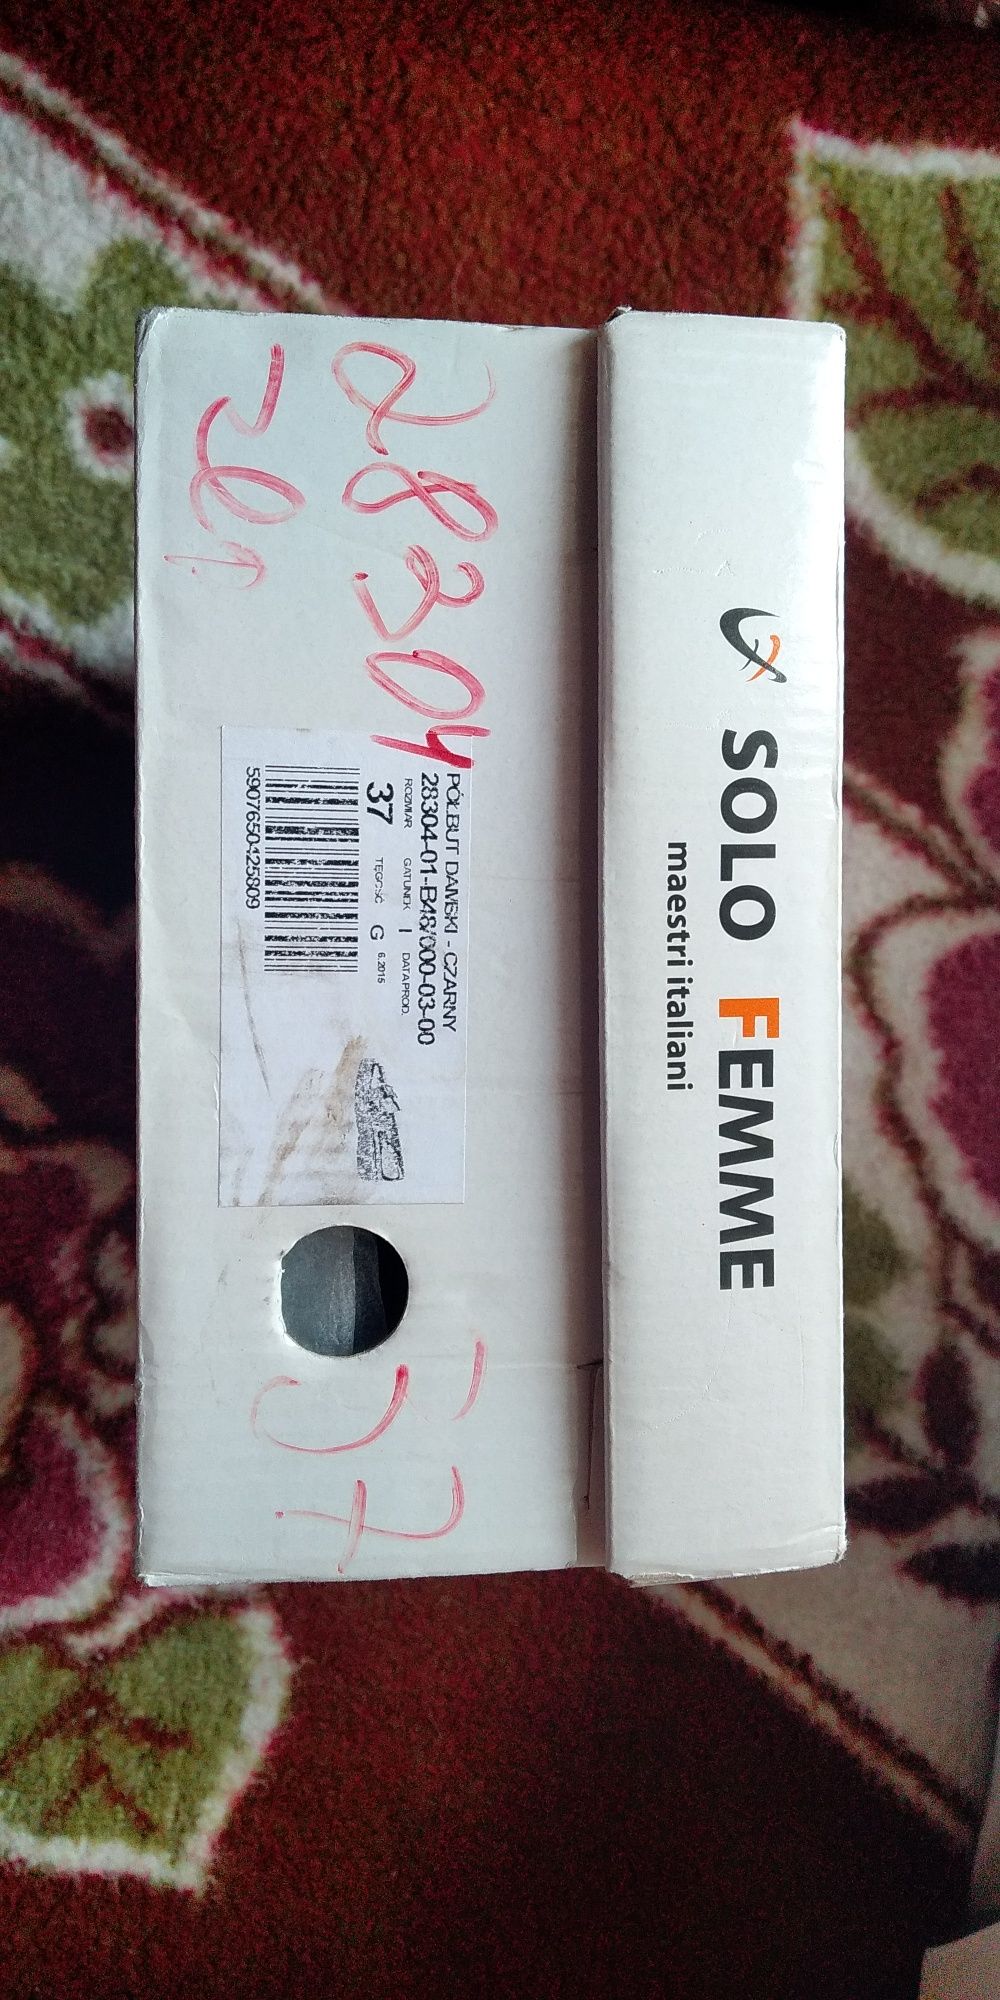 SOLO FEMME
maestri italiani
28304
37
PÓŁBUT DAMSKI - CZARNY
28304-01-B48/000-03-00
ROZMIAR GATUNEK I DATA PROD.
37 TĘGOŚĆ G 6.2015
5907650425809